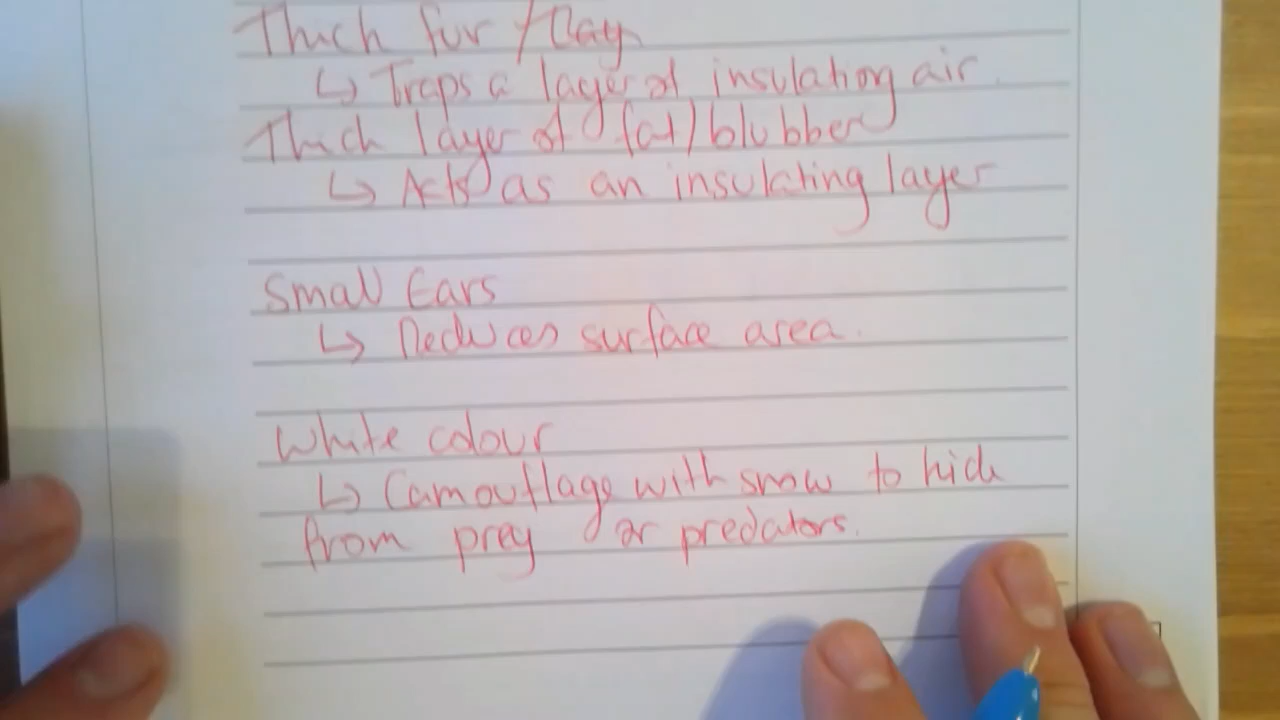 Thick fur /
↳ Traps a layer of insulating air.
Thick layer of fat/blubber
↳ Acts as an insulating layer
Small Ears
↳ Reduces surface area.
White colour
↳ Camouflage with snow to hide
from prey or predators.